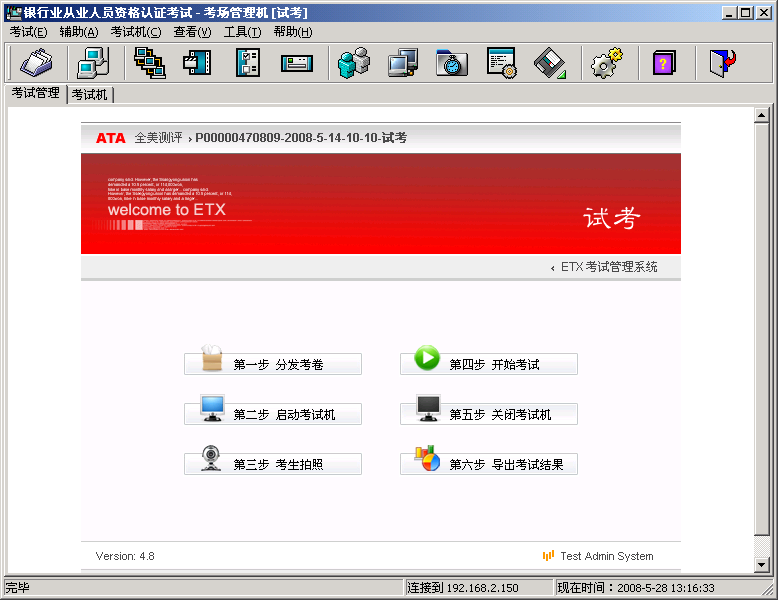 银行业从业人员资格认证考试 - 考场管理机 [试考]
考试(E) 辅助(A) 考试机(C) 查看(V) 工具(T) 帮助(H)
考试管理 考试机
ATA 全美测评 › P00000470809-2008-5-14-10-10-试考
welcome to ETX
试考
‹ ETX 考试管理系统
第一步 分发考卷
第四步 开始考试
第二步 启动考试机
第五步 关闭考试机
第三步 考生拍照
第六步 导出考试结果
Version: 4.8
Test Admin System
完毕
连接到 192.168.2.150
现在时间：2008-5-28 13:16:33